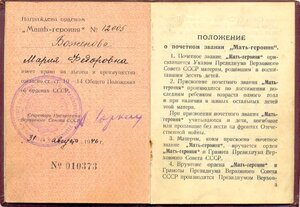 Награждена орденом
„Мать-героиня“ № 12005
Божкова
Мария Федоровна
имеет право на льготы и преимущества
согласно ст. ст. 10–14 Общего Положения
об орденах СССР.
Секретарь Президиума
Верховного Совета СССР
31 августа 1946 г.
№ 010373
ПОЛОЖЕНИЕ
о почетном звании „Мать-героиня“
1. Почетное звание „Мать-героиня“
присваивается Указом Президиума Верховного
Совета СССР матерям, родившим и воспитавшим
десять детей.
2. Присвоение почетного звания „Мать-героиня“
производится по достижении последним
ребенком возраста одного года
и при наличии в живых остальных детей
этой матери.
При присвоении почетного звания „Мать-героиня“
учитываются и дети, погибшие
или пропавшие без вести на фронтах Отечественной
войны.
3. Матерям, коим присвоено звание
„Мать-героиня“, вручается орден
„Мать-героиня“ и Грамота Президиума Верховного
Совета СССР.
4. Вручение ордена „Мать-героиня“ и
Грамоты Президиума Верховного Совета
СССР производится Президиумом Верхов-
3